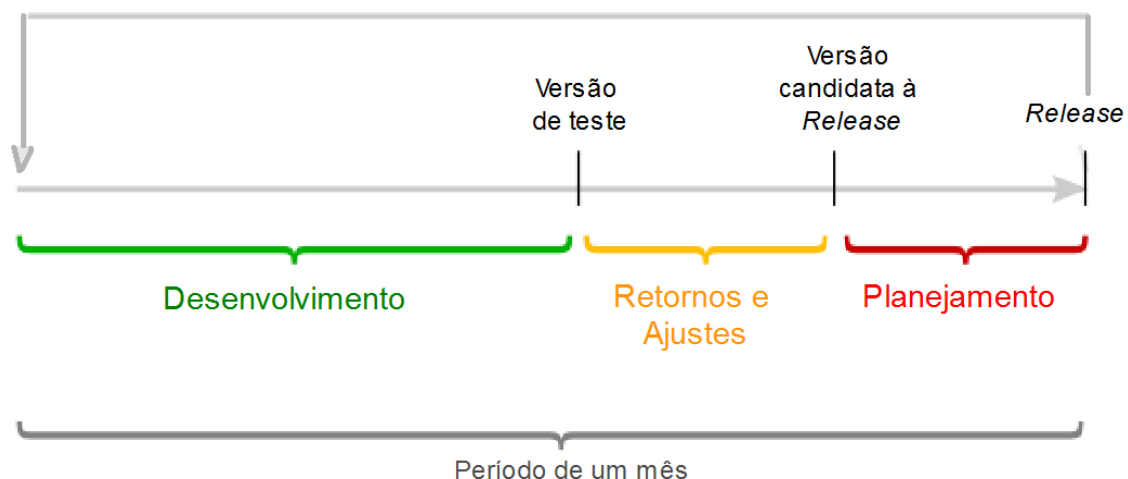 Versão
de teste
Versão
candidata à
Release
Release
Desenvolvimento
Retornos e
Ajustes
Planejamento
Período de um mês